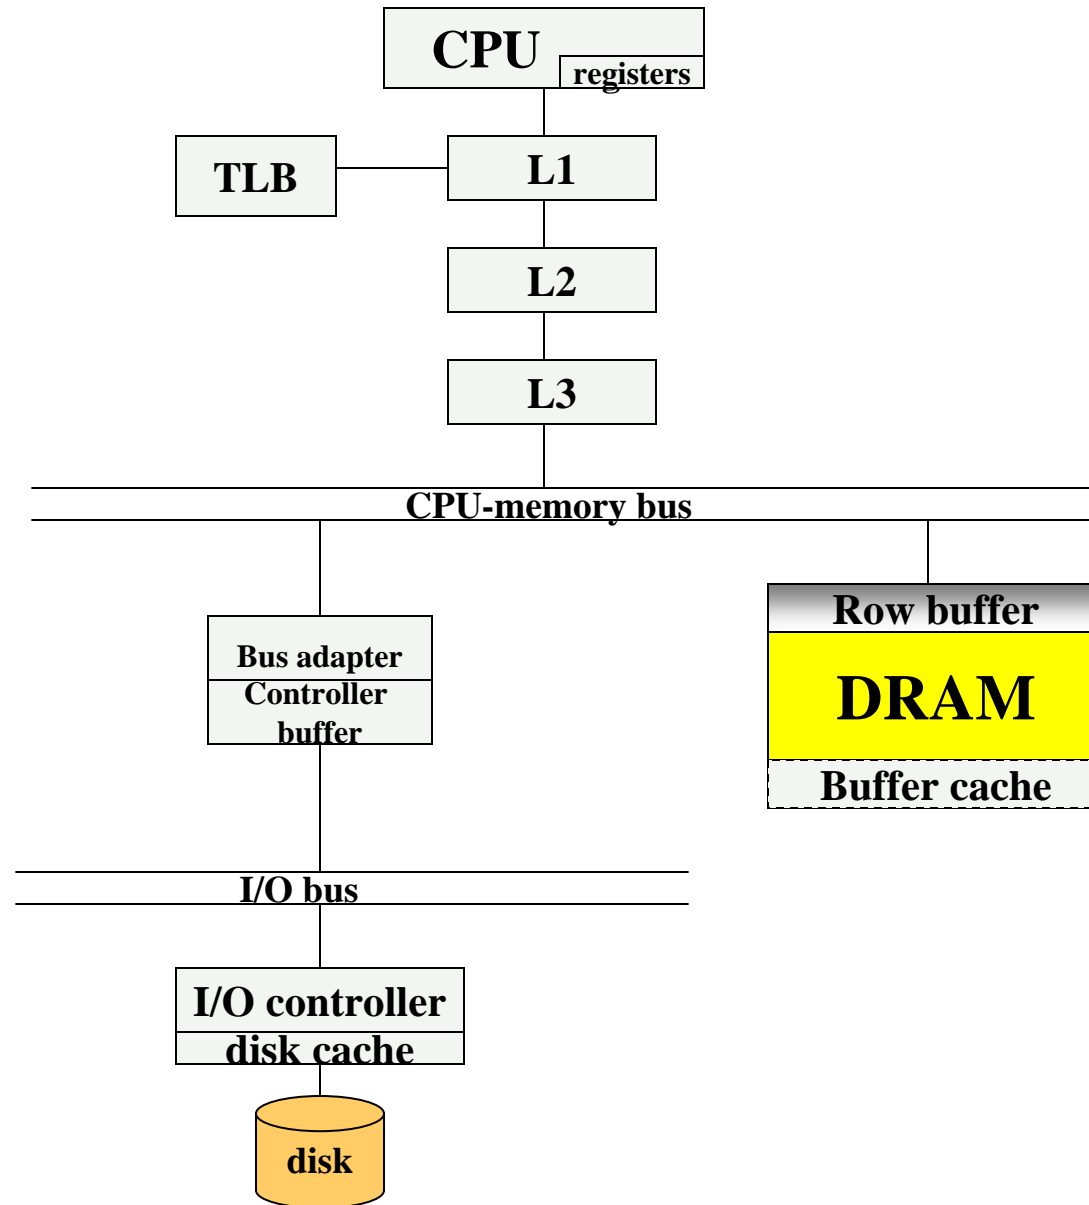 CPU
registers
TLB
L1
L2
L3
CPU-memory bus
Row buffer
DRAM
Buffer cache
Bus adapter
Controller
buffer
I/O bus
I/O controller
disk cache
disk